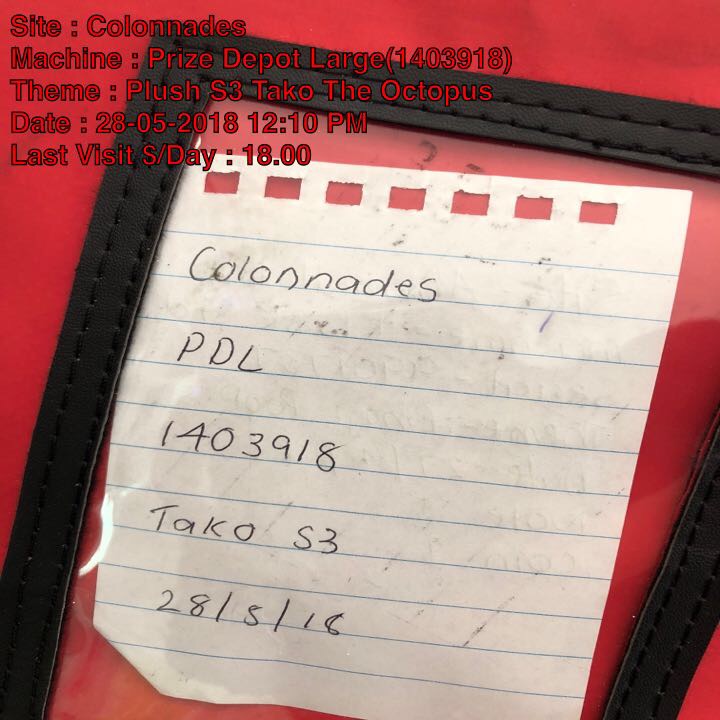 Site : Colonnades
Machine : Prize Depot Large(1403918)
Theme : Plush S3 Tako The Octopus
Date : 28-05-2018 12:10 PM
Last Visit $/Day : 18.00
Colonnades
PDL
1403918
Tako S3
28/5/18